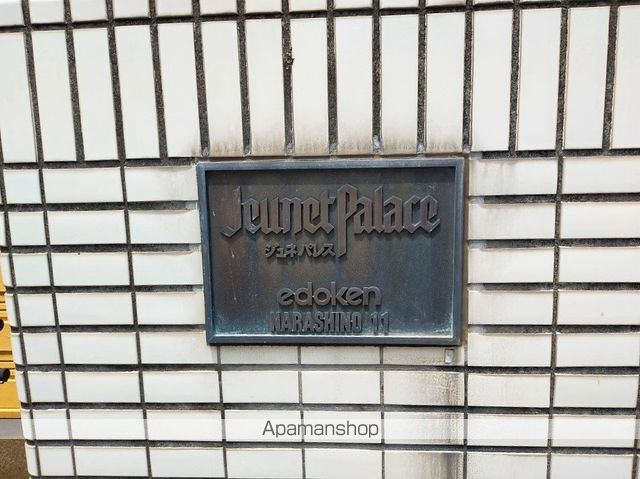 Jeunet Palace
ジュネパレス
edoken
NARASHINO 11
Apamanshop